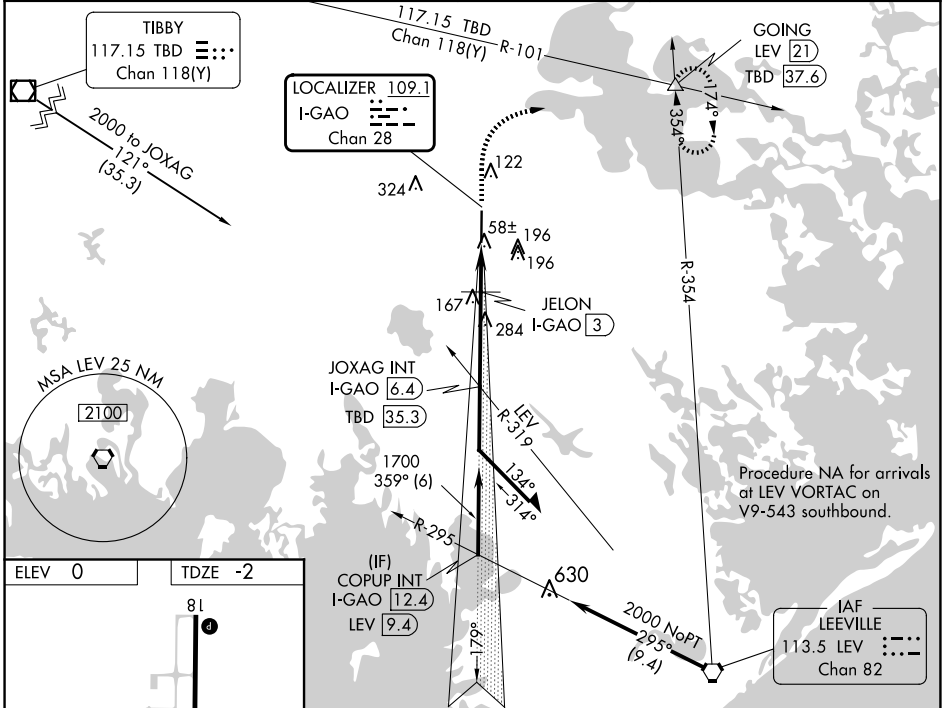 TIBBY
117.15 TBD
Chan 118(Y)
117.15 TBD
Chan 118(Y)
R-101
GOING
LEV 21
TBD 37.6
LOCALIZER 109.1
I-GAO
Chan 28
2000 to JOXAG
121°
(35.3)
174°
354°
122
324
58±
196
196
R-354
167
JELON
I-GAO 3
284
JOXAG INT
I-GAO 6.4
TBD 35.3
LEV
R-319
MSA LEV 25 NM
2100
1700
359° (6)
134°
314°
Procedure NA for arrivals
at LEV VORTAC on
V9-543 southbound.
R-295
(IF)
COPUP INT
I-GAO 12.4
LEV 9.4
630
2000 NoPT
295°
(9.4)
IAF
LEEVILLE
113.5 LEV
Chan 82
179°
ELEV 0
TDZE -2
18
P